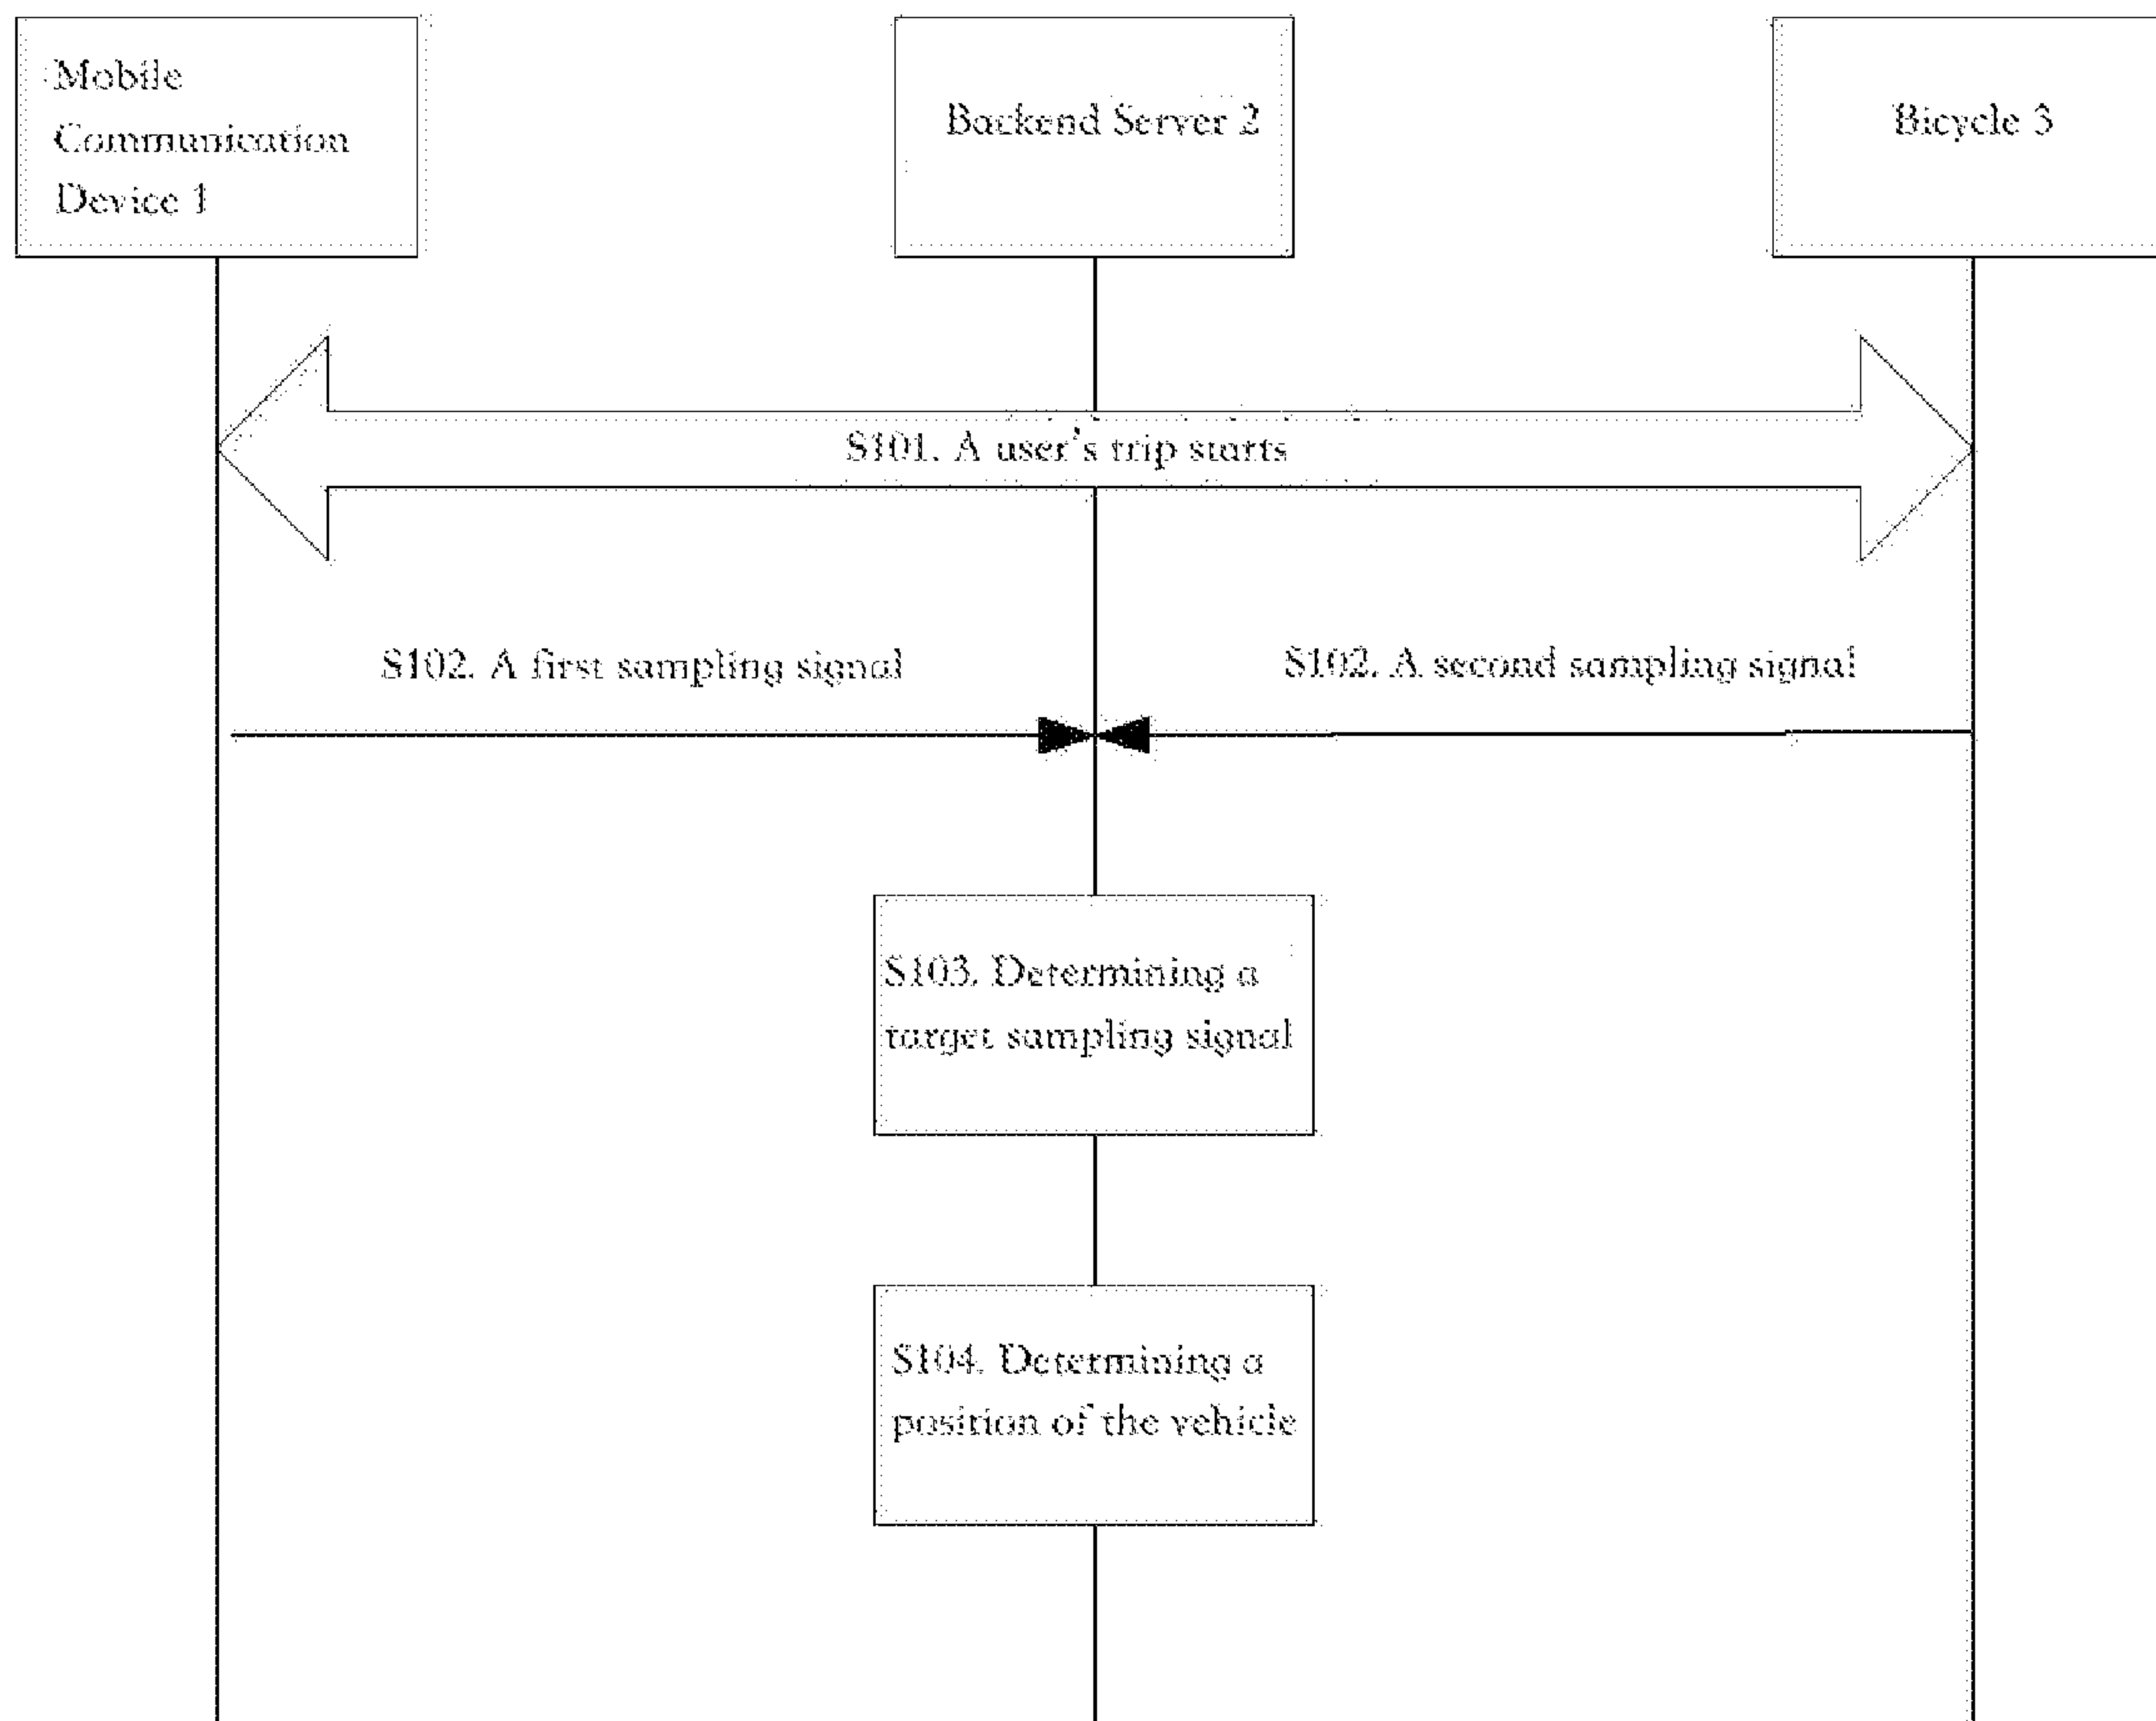 Mobile
Communication
Device 1
Backend Server 2
Bicycle 3
S101. A user's trip starts
S102. A first sampling signal
S102. A second sampling signal
S103. Determining a
target sampling signal
S104. Determining a
position of the vehicle